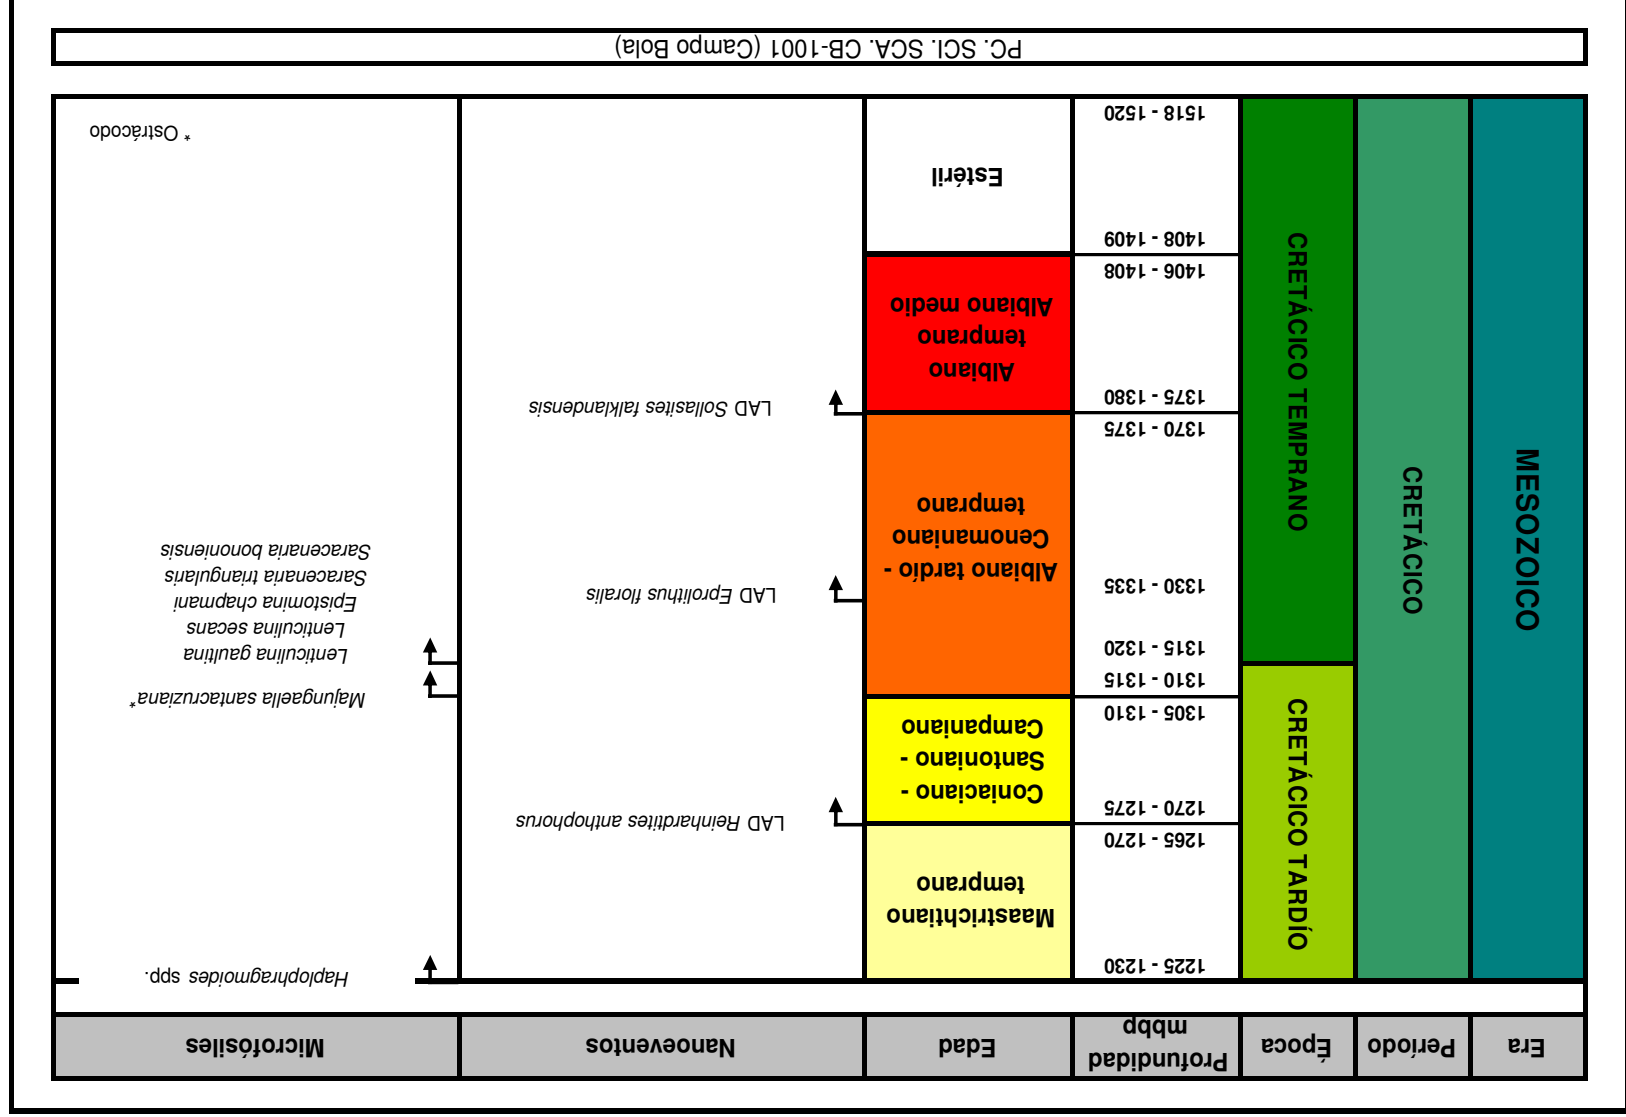 Era
Período
Época
Profundidad
mbbp
Edad
Nanoeventos
Microfósiles
MESOZOICO
CRETÁCICO
CRETÁCICO TARDÍO
CRETÁCICO TEMPRANO
1225 - 1230
1265 - 1270
1270 - 1275
1305 - 1310
1310 - 1315
1315 - 1320
1330 - 1335
1370 - 1375
1375 - 1380
1406 - 1408
1408 - 1409
1518 - 1520
Maastrichtiano
temprano
Coniaciano -
Santoniano -
Campaniano
Albiano tardío -
Cenomaniano
temprano
Albiano
temprano
Albiano medio
Estéril
LAD Reinhardtites anthophorus
LAD Eprolithus floralis
LAD Sollasites falklandensis
Haplophragmoides spp.
Majungaella santacruziana*
Lenticulina gaultina
Lenticulina secans
Epistomina chapmani
Saracenaria triangularis
Saracenaria bononiensis
* Ostrácodo
PC. SCI. SCA. CB-1001 (Campo Bola)